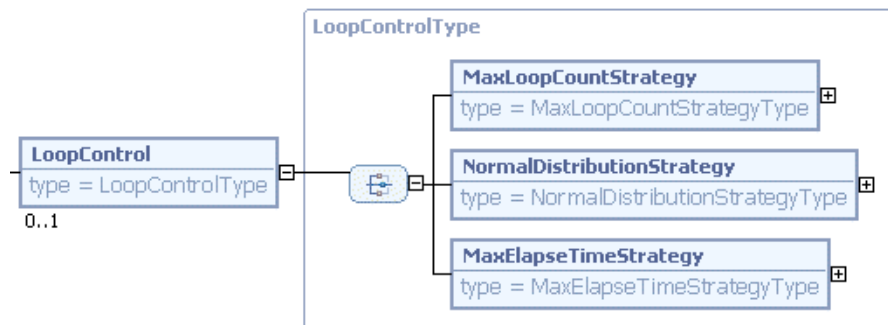 LoopControlType
MaxLoopCountStrategy
type = MaxLoopCountStrategyType
LoopControl
type = LoopControlType
0..1
NormalDistributionStrategy
type = NormalDistributionStrategyType
MaxElapseTimeStrategy
type = MaxElapseTimeStrategyType